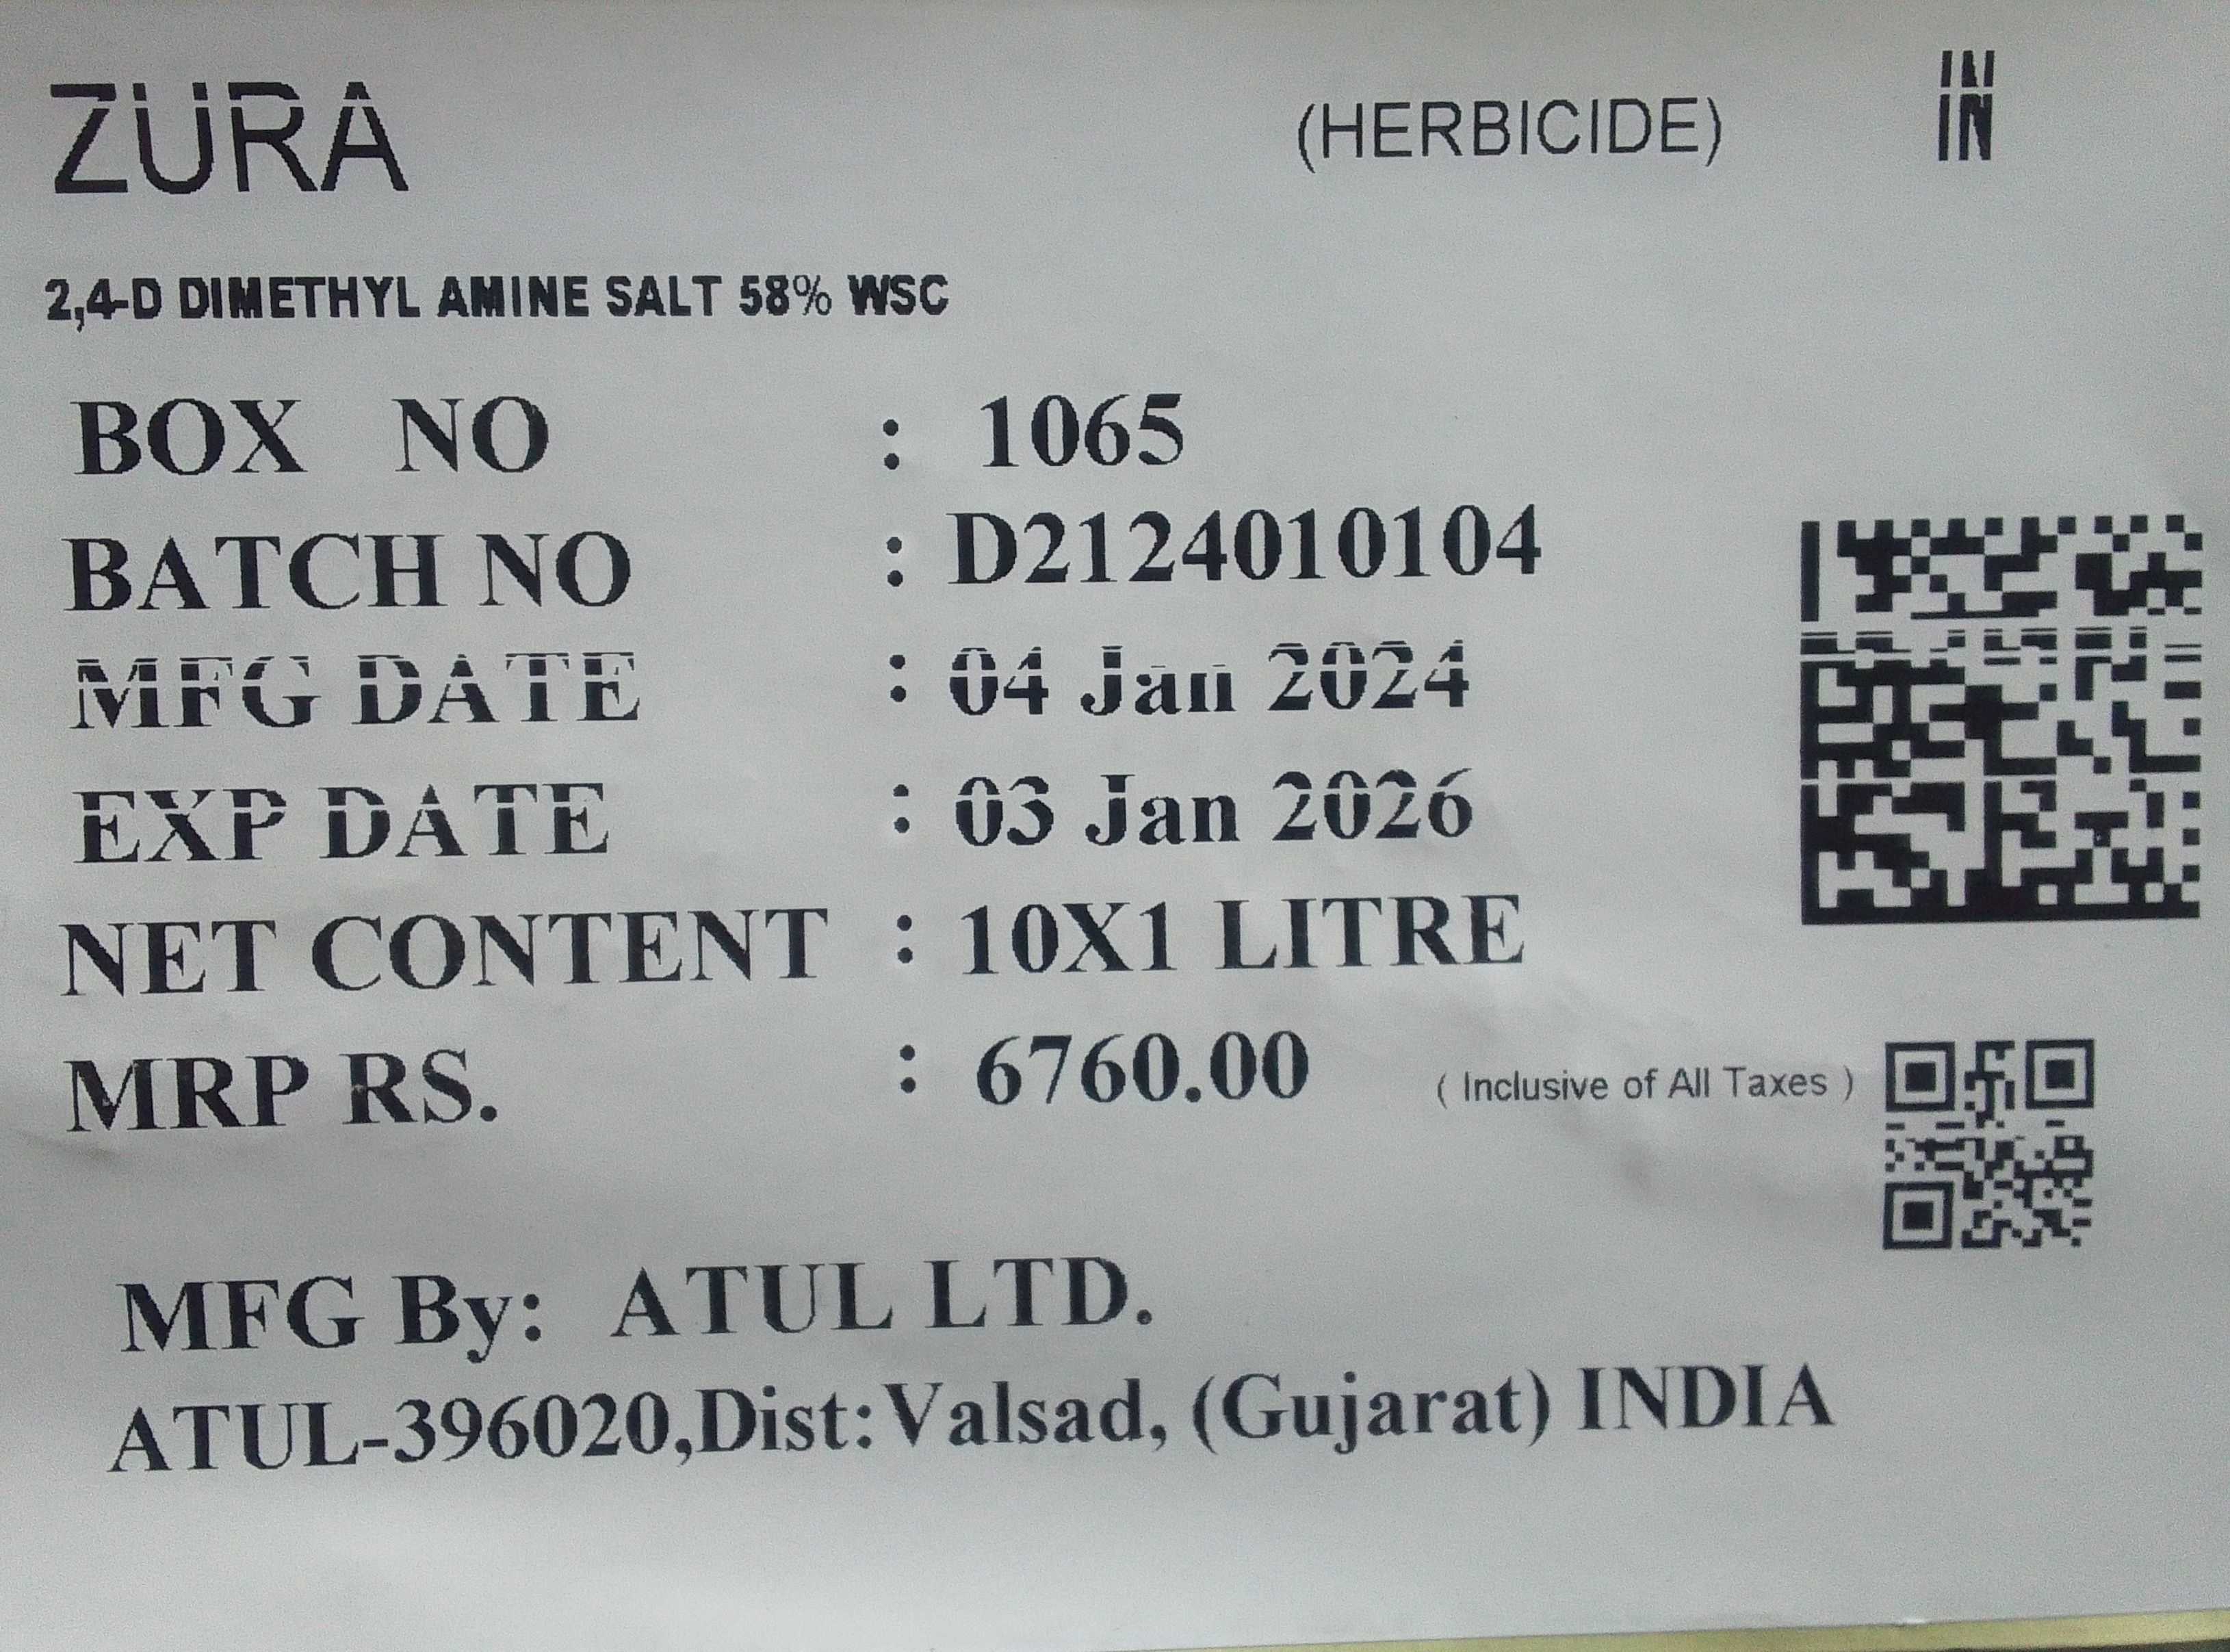 ZURA (HERBICIDE) IN
2,4-D DIMETHYL AMINE SALT 58% WSC
BOX NO : 1065
BATCH NO : D2124010104
MFG DATE : 04 Jan 2024
EXP DATE : 03 Jan 2026
NET CONTENT : 10X1 LITRE
MRP RS. : 6760.00 ( Inclusive of All Taxes )
MFG By: ATUL LTD.
ATUL-396020,Dist:Valsad, (Gujarat) INDIA